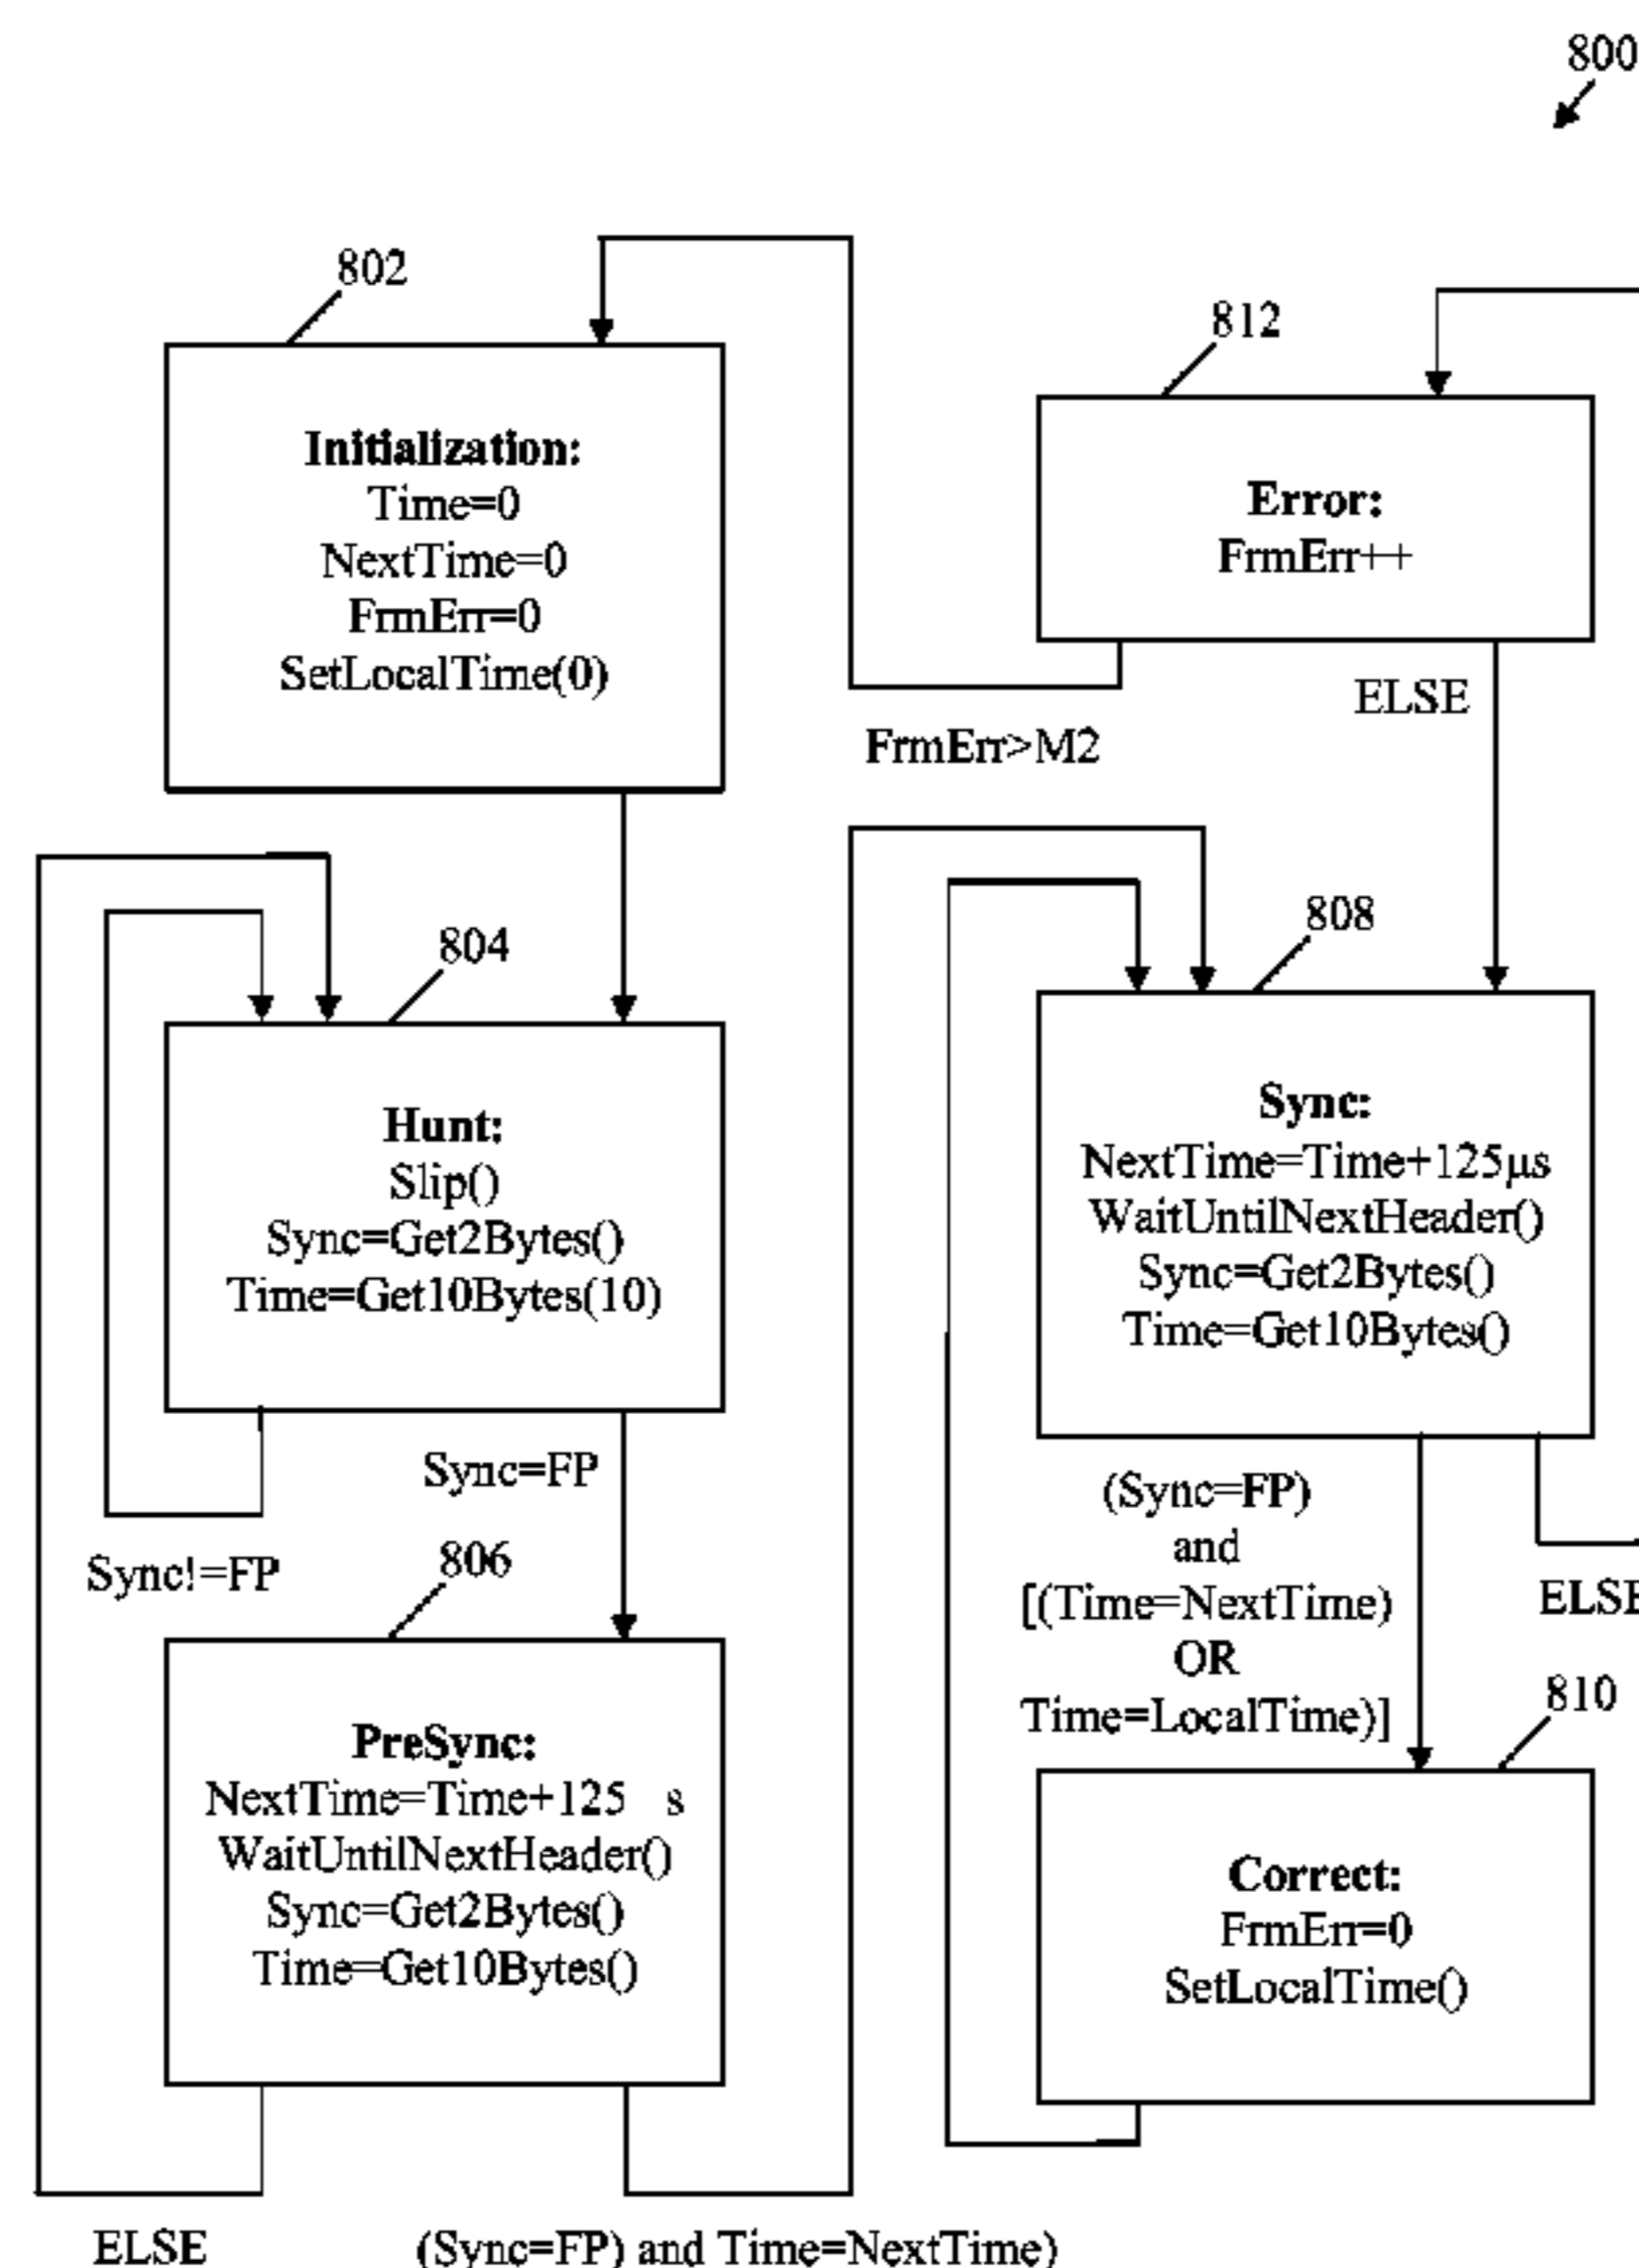 800
802
Initialization:
Time=0
NextTime=0
FrmErr=0
SetLocalTime(0)
812
Error:
FrmErr++
FrmErr>M2
ELSE
804
Hunt:
Slip()
Sync=Get2Bytes()
Time=Get10Bytes(10)
Sync!=FP
Sync=FP
806
PreSync:
NextTime=Time+125 s
WaitUntilNextHeader()
Sync=Get2Bytes()
Time=Get10Bytes()
ELSE
(Sync=FP) and Time=NextTime)
808
Sync:
NextTime=Time+125µs
WaitUntilNextHeader()
Sync=Get2Bytes()
Time=Get10Bytes()
(Sync=FP)
and
[(Time=NextTime)
OR
Time=LocalTime)]
ELSE
810
Correct:
FrmErr=0
SetLocalTime()